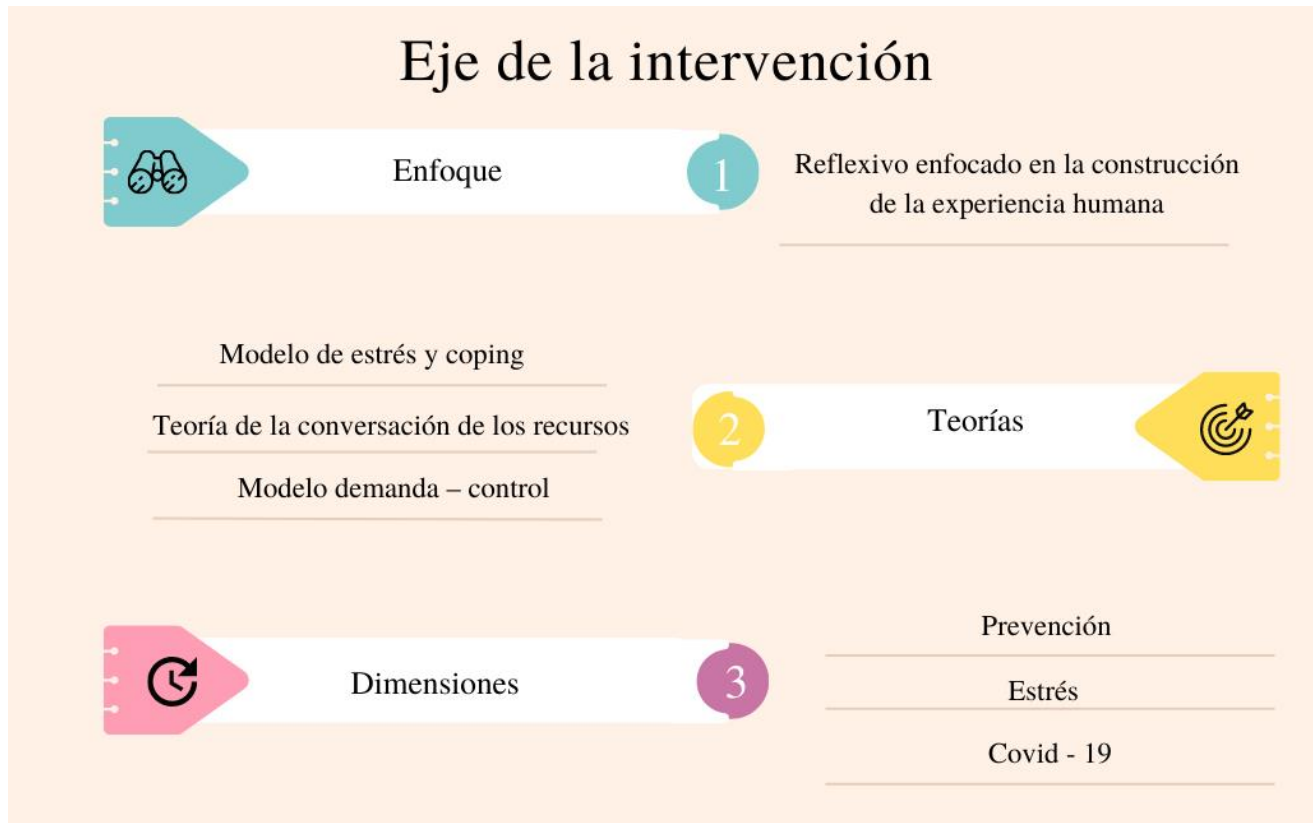 Eje de la intervención
Enfoque
1
Reflexivo enfocado en la construcción
de la experiencia humana
Modelo de estrés y coping
Teoría de la conversación de los recursos
Modelo demanda – control
2
Teorías
Dimensiones
3
Prevención
Estrés
Covid - 19